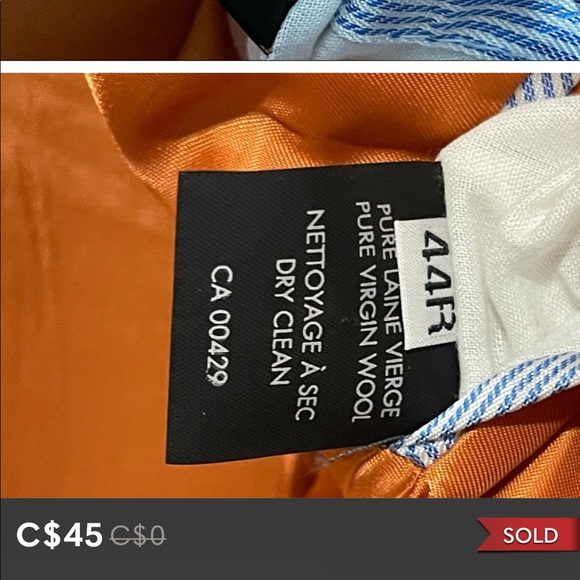 44R
PURE LAINE VIERGE
PURE VIRGIN WOOL
NETTOYAGE À SEC
DRY CLEAN
CA 00429
C$45 C$0
SOLD